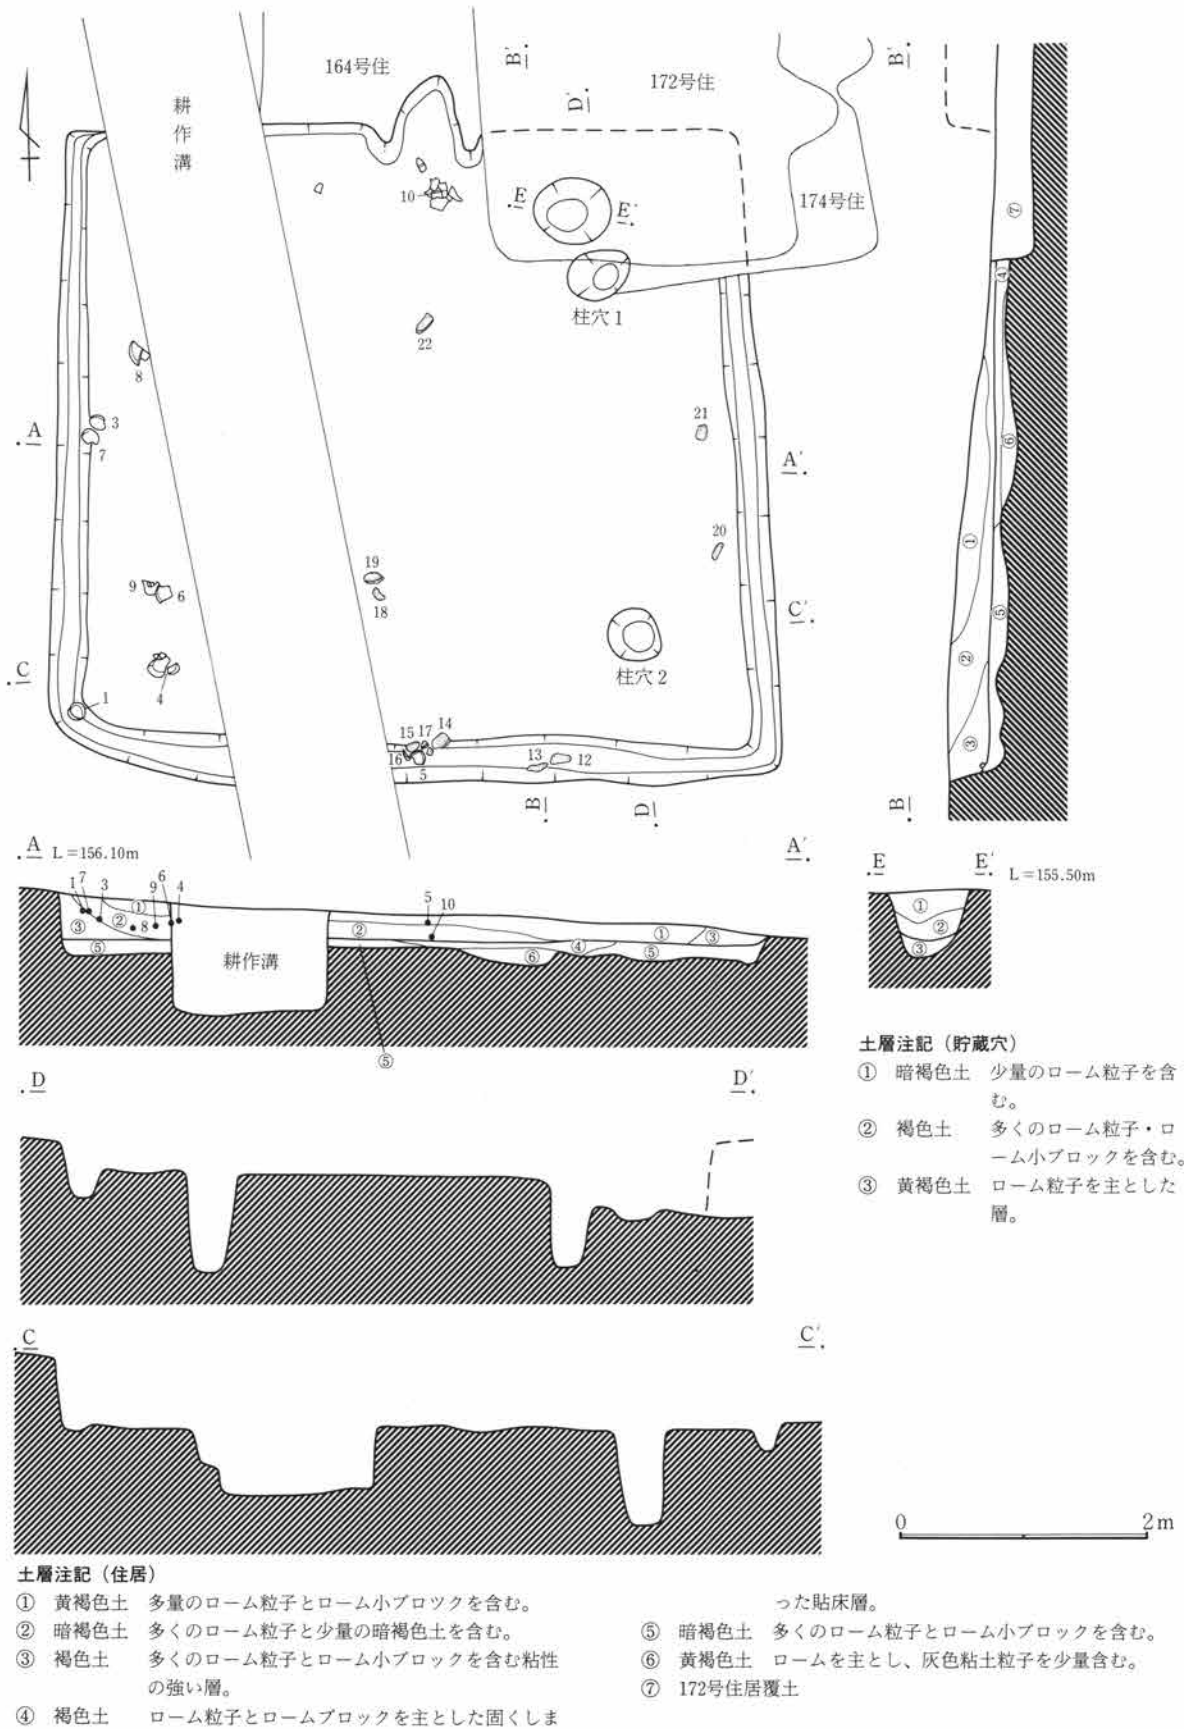 164号住
172号住
174号住
耕作溝
B′
D′
B′
E
E′
10
柱穴1
22
8
3
7
A
21
A′
20
9
6
19
18
C′
柱穴2
C
1
4
15
17
14
16
5
13
12
B
D
B
⑦
④
⑥
①
⑤
②
③
A L=156.10m
A′
1
7
3
9
6
4
5
10
①
②
8
③
⑤
耕作溝
②
①
③
④
⑤
⑥
⑤
E
E′
L=155.50m
①
②
③
土層注記(貯蔵穴)
① 暗褐色土 少量のローム粒子を含
む。
② 褐色土 多くのローム粒子・ロ
ーム小ブロックを含む。
③ 黄褐色土 ローム粒子を主とした
層。
D
D′
C
C′
0
2m
土層注記(住居)
① 黄褐色土 多量のローム粒子とローム小ブロツクを含む。
② 暗褐色土 多くのローム粒子と少量の暗褐色土を含む。
③ 褐色土 多くのローム粒子とローム小ブロックを含む粘性
の強い層。
④ 褐色土 ローム粒子とロームブロックを主とした固くしま
った貼床層。
⑤ 暗褐色土 多くのローム粒子とローム小ブロックを含む。
⑥ 黄褐色土 ロームを主とし、灰色粘土粒子を少量含む。
⑦ 172号住居覆土